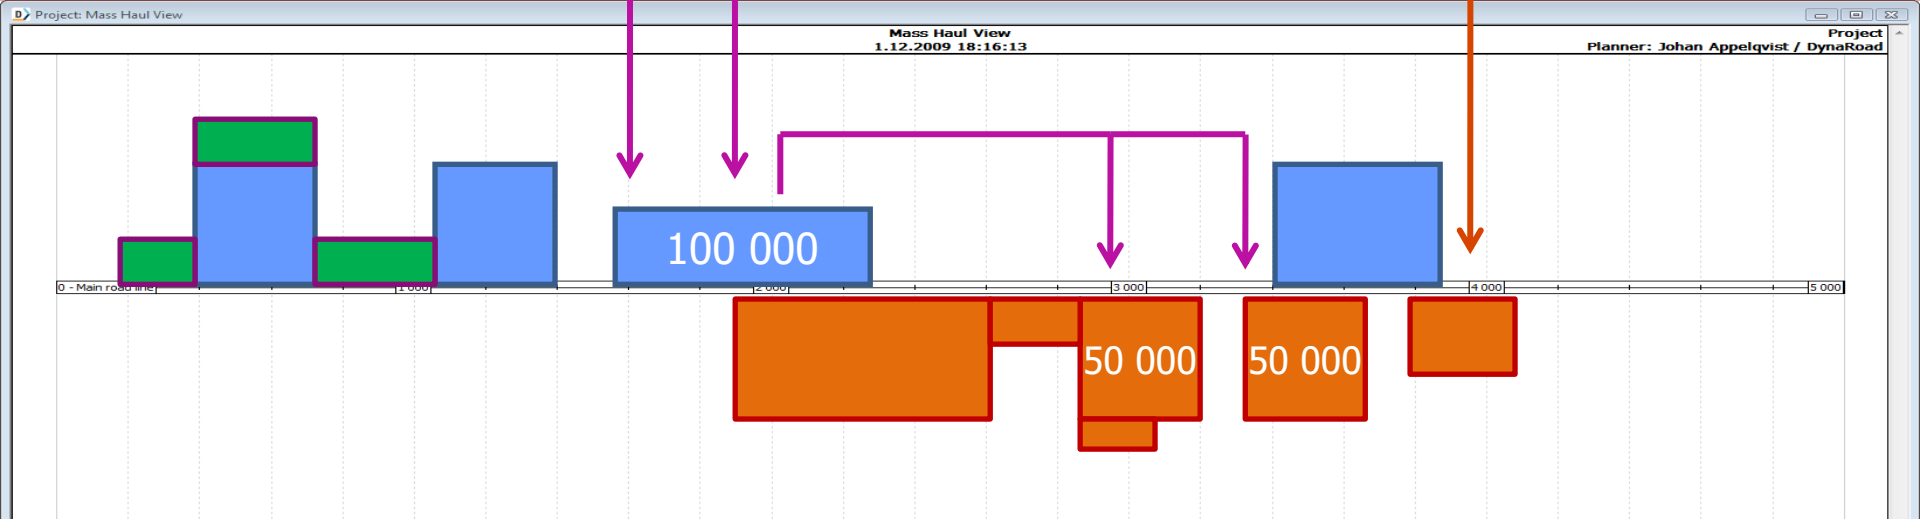 Project: Mass Haul View
Mass Haul View
1.12.2009 18:16:13
Project
Planner: Johan Appelqvist / DynaRoad
100 000
0 - Main road line
1 000
2 000
3 000
4 000
5 000
50 000
50 000